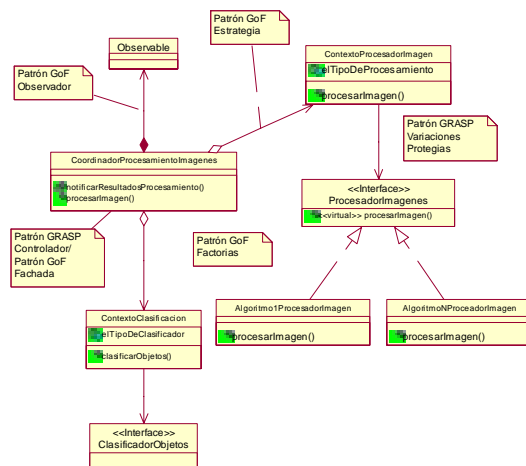 Patrón GoF
Estrategia
Observable
ContextoProcesadorImagen
elTipoDeProcesamiento
procesarImagen()
Patrón GoF
Observador
Patrón GRASP
Variaciones
Protegias
CoordinadorProcesamientoImagenes
notificarResultadosProcesamiento()
procesarImagen()
<<Interface>>
ProcesadorImagenes
<<virtual>> procesarImagen()
Patrón GRASP
Controlador/
Patrón GoF
Fachada
Patrón GoF
Factorias
Algoritmo1ProcesadorImagen
procesarImagen()
AlgoritmoNProceadorImagen
procesarImagen()
ContextoClasificacion
elTipoDeClasificador
clasificarObjetos()
<<Interface>>
ClasificadorObjetos